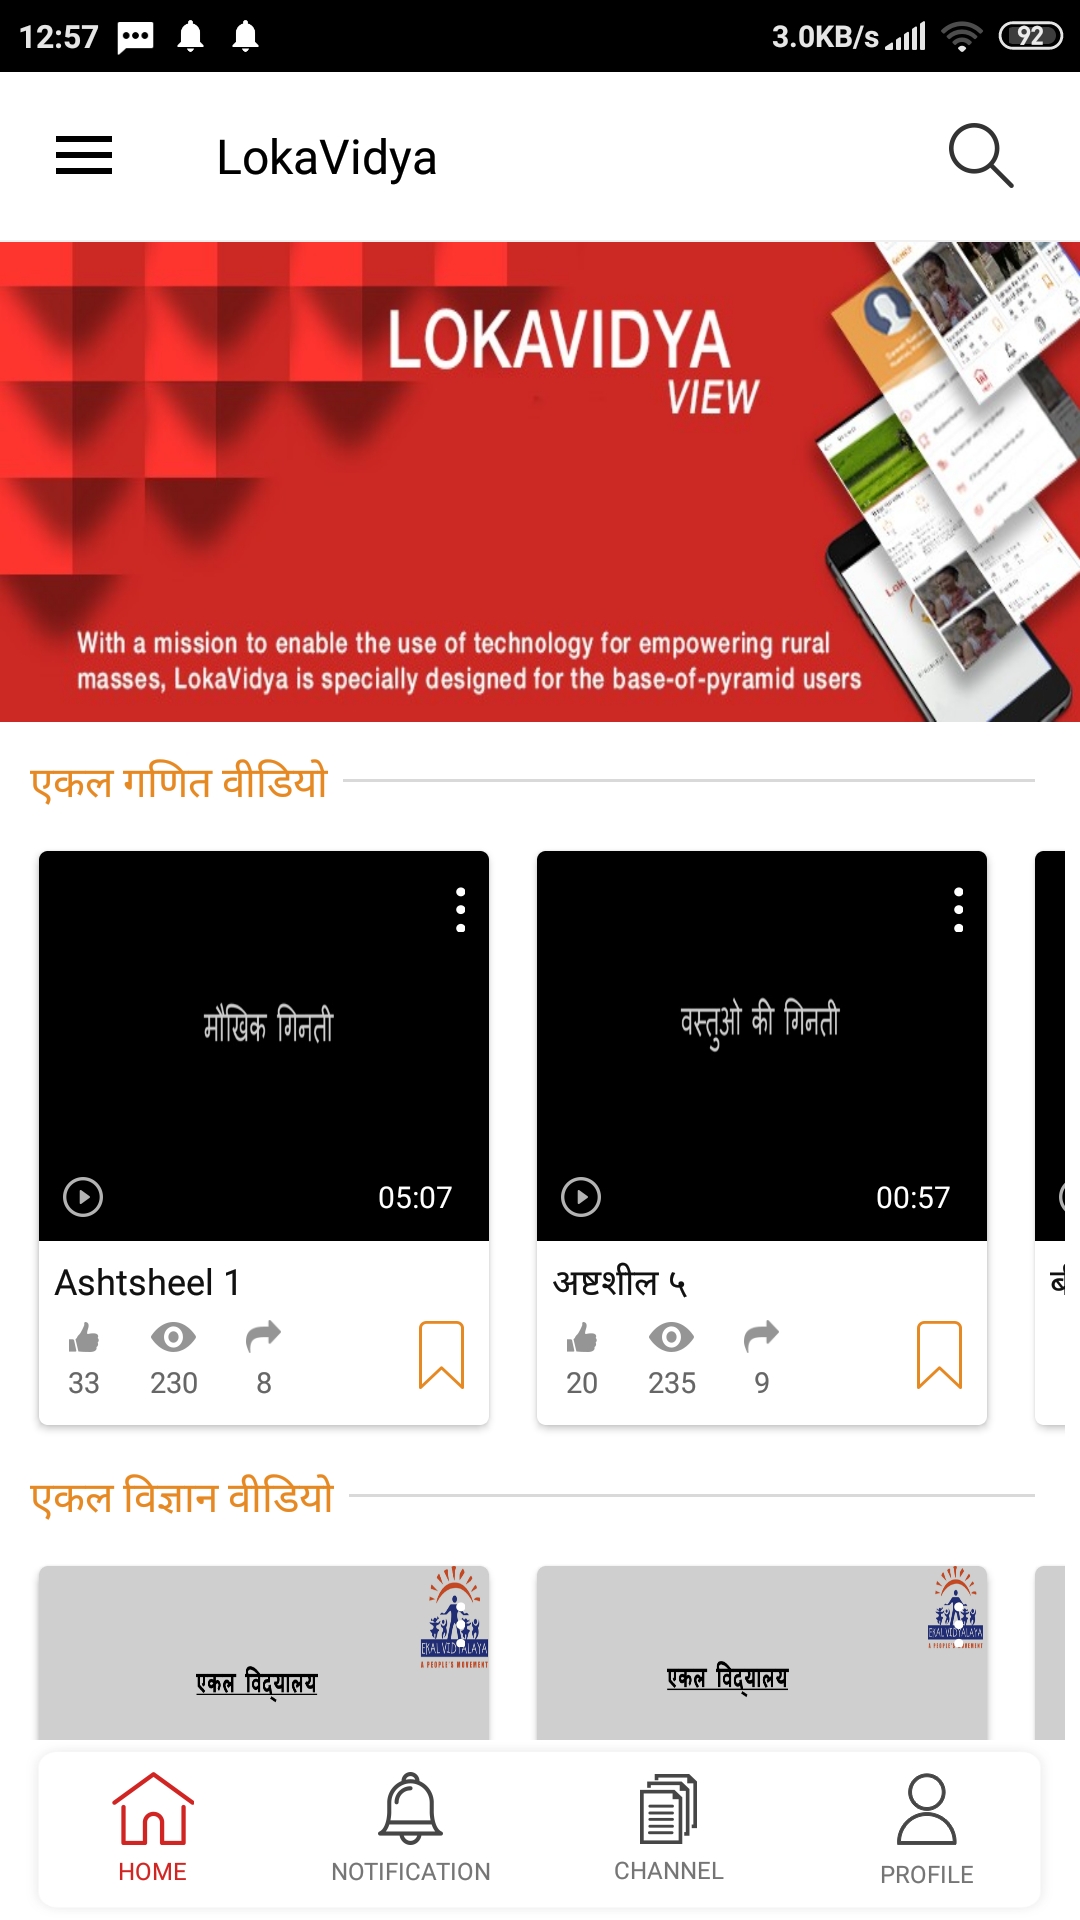 12:57 3.0KB/s 92
LokaVidya
LOKAVIDYA
VIEW
With a mission to enable the use of technology for empowering rural
masses, LokaVidya is specially designed for the base-of-pyramid users
एकल गणित वीडियो
मौखिक गिनती
वस्तुओ की गिनती
05:07 00:57
Ashtsheel 1 अष्टशील ५
33 230 8 20 235 9
एकल विज्ञान वीडियो
EKAL VIDYALAYA EKAL VIDYALAYA
A PEOPLE'S MOVEMENT A PEOPLE'S MOVEMENT
एकल विद्यालय एकल विद्यालय
HOME NOTIFICATION CHANNEL PROFILE